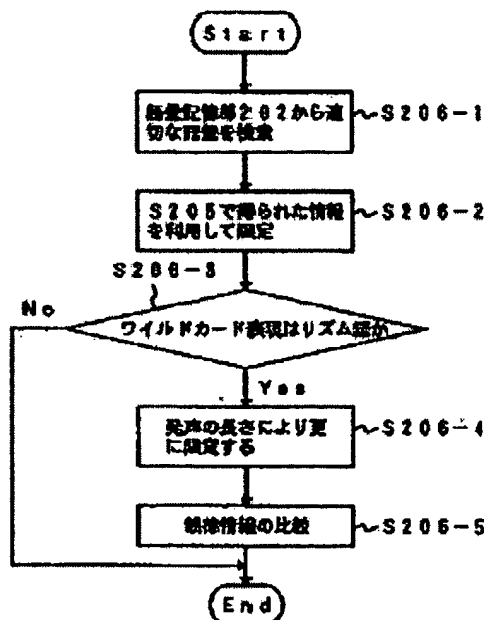 Start
語彙記憶部202から適
切な語彙を検索
S206-1
S205で得られた情報
を利用して限定
S206-2
S206-3
No
ワイルドカード表現はリズム
Yes
発声の長さにより更
に限定する
S206-4
情報の比較
S206-5
End